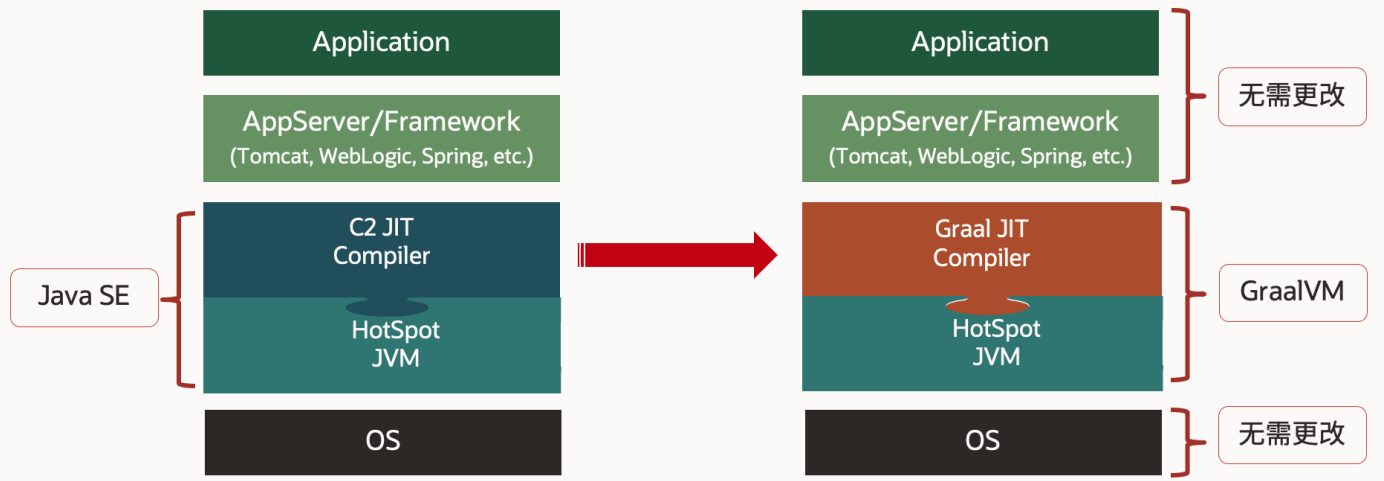 Application
AppServer/Framework
(Tomcat, WebLogic, Spring, etc.)
C2 JIT
Compiler
Java SE
HotSpot
JVM
OS
Application
AppServer/Framework
(Tomcat, WebLogic, Spring, etc.)
无需更改
Graal JIT
Compiler
GraalVM
HotSpot
JVM
OS
无需更改